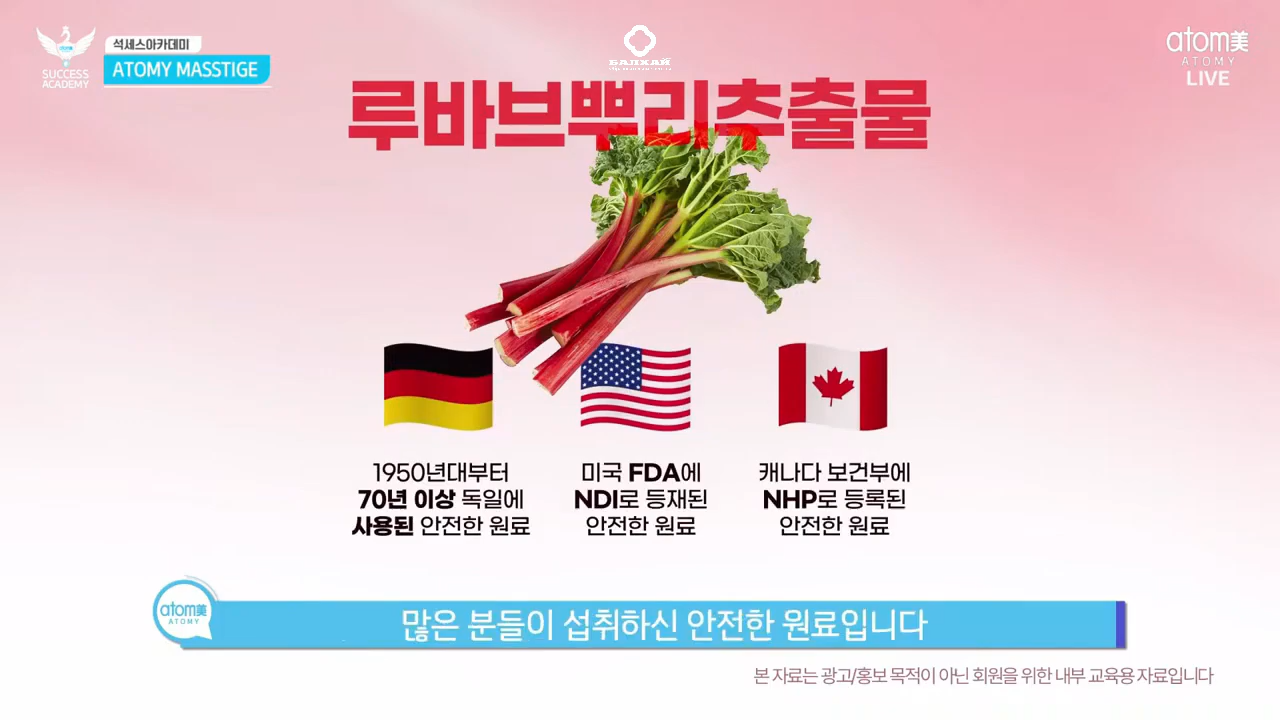 석세스아카데미
ATOMY MASSTIGE
SUCCESS
ACADEMY
БАЛКАЙ
atom美
ATOMY
LIVE
루바브뿌리추출물
1950년대부터
70년 이상 독일에
사용된 안전한 원료
미국 FDA에
NDI로 등재된
안전한 원료
캐나다 보건부에
NHP로 등록된
안전한 원료
atom美
ATOMY
많은 분들이 섭취하신 안전한 원료입니다
본 자료는 광고/홍보 목적이 아닌 회원을 위한 내부 교육용 자료입니다